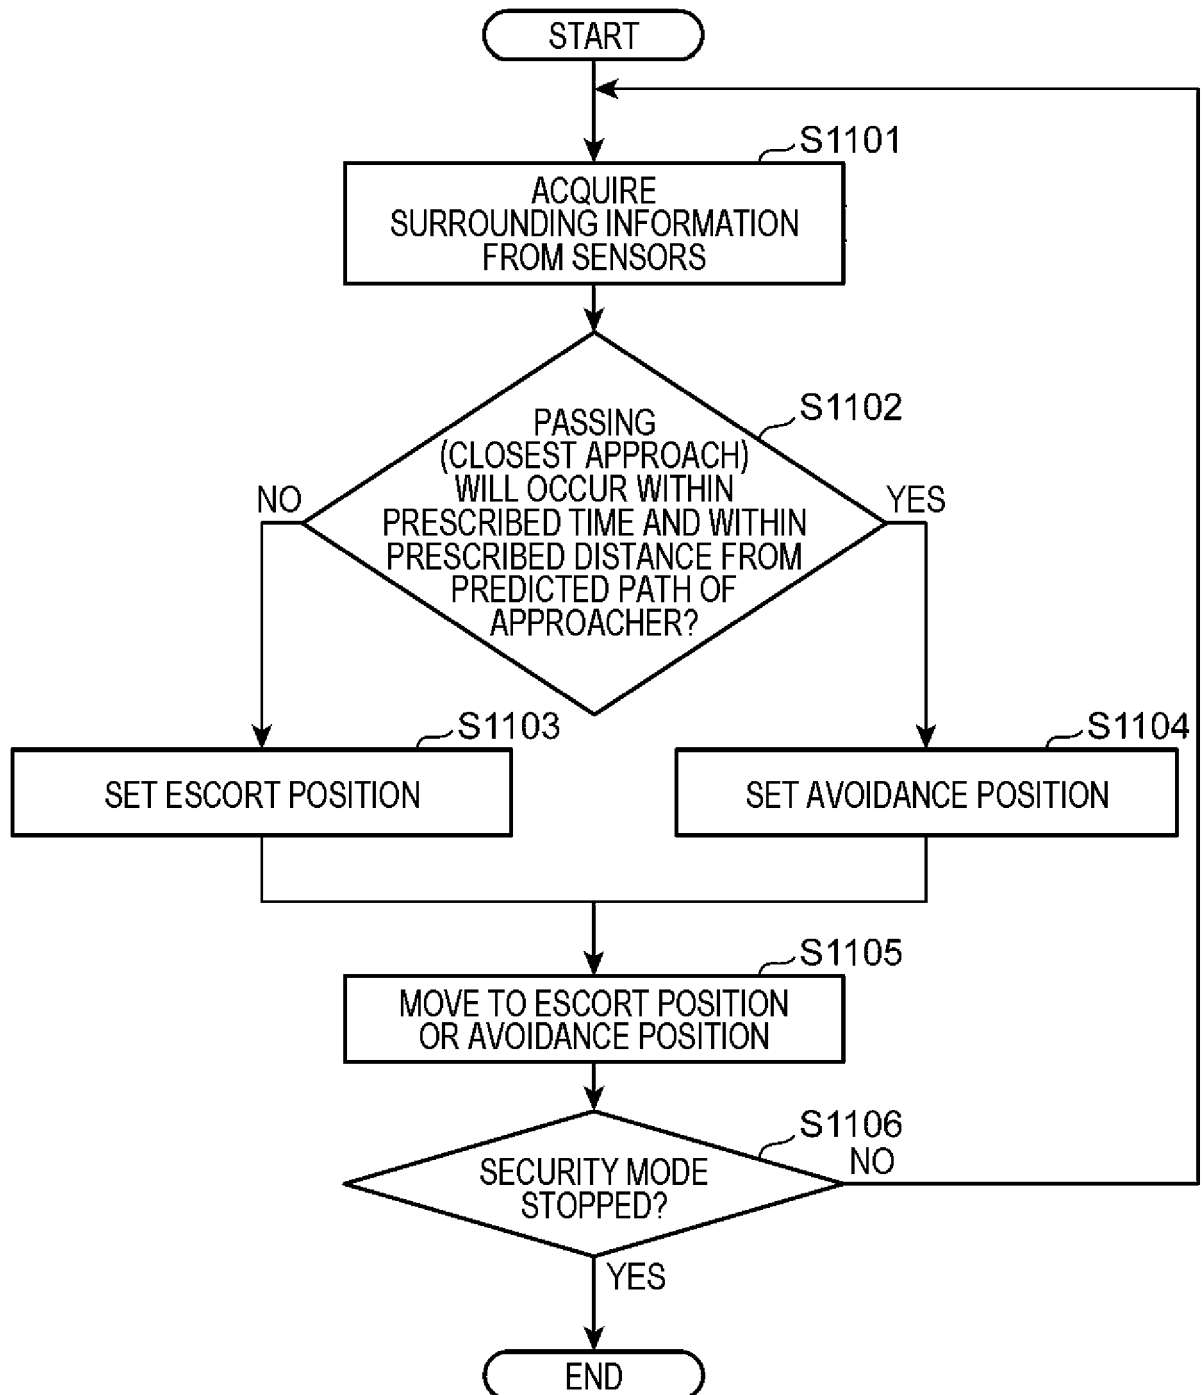 START
S1101
ACQUIRE
SURROUNDING INFORMATION
FROM SENSORS
S1102
PASSING
(CLOSEST APPROACH)
WILL OCCUR WITHIN
PRESCRIBED TIME AND WITHIN
PRESCRIBED DISTANCE FROM
PREDICTED PATH OF
APPROACHER?
NO
YES
S1103
SET ESCORT POSITION
S1104
SET AVOIDANCE POSITION
S1105
MOVE TO ESCORT POSITION
OR AVOIDANCE POSITION
S1106
SECURITY MODE
STOPPED?
NO
YES
END